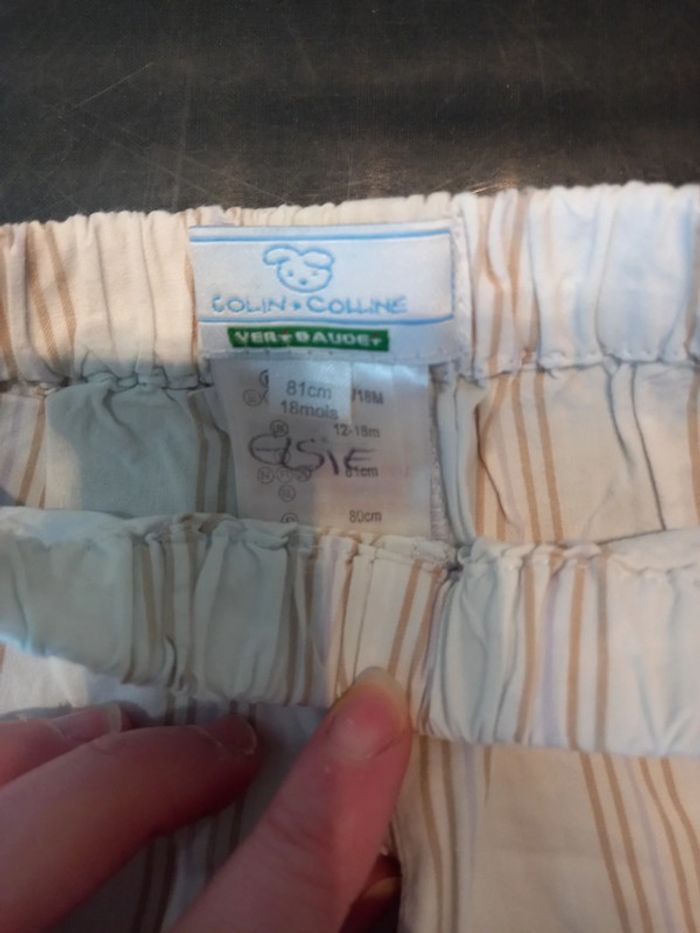 COLIN • COLLINE
VERTBAUDET
81cm
18mois
/18M
12-18m
ELSIE
81cm
80cm